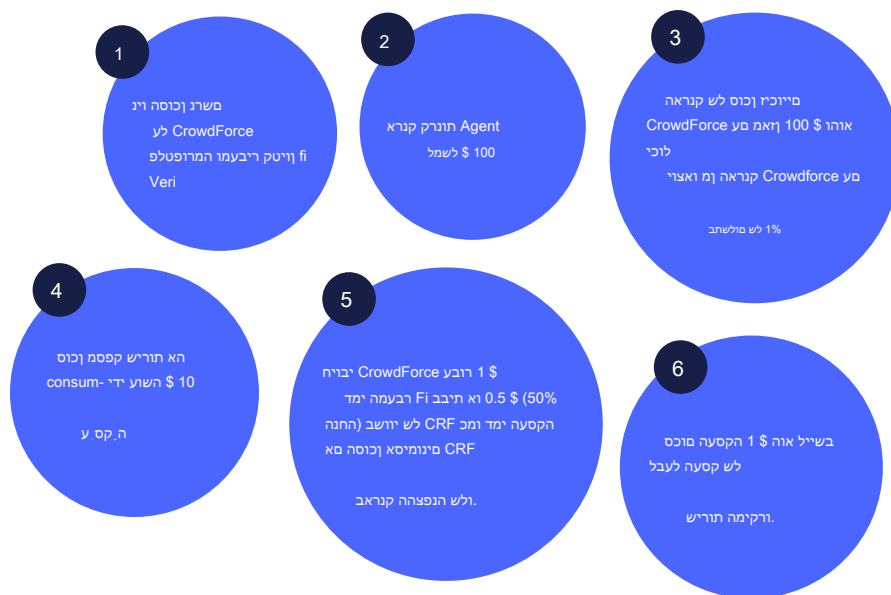 1
םשרנ ןכוסה וינ
לע CrowdForce
fi ןויטק ריבעמו המרופטלפ
Veri
2
Agent תונורק קנרא
100 $ לשמל
3
םייוכיז ןכוס לש קנראה
אוהו $ 100 ןזאמ םע CrowdForce
לוכי
םע Crowdforce קנראה ןמ ואצוי
1% לש םולשתב
4
הא תוריש קפסמ ןכוס
10 $ השוע ידי -consum
ה.קס.ע
5
$ 1 רובע CrowdForce יבויח
50%) $ 0.5 וא תיבב Fi רבעמה ימד
הקסעה ימד ומכ CRF לש יוושב (החנה
CRF םינומיסא ןכוסה םא
.ולש הנפצהה קנראב
6
בשייל אוה $ 1 הקסעה םוכס
לש קסעה לעבל
.ורקימה תוריש